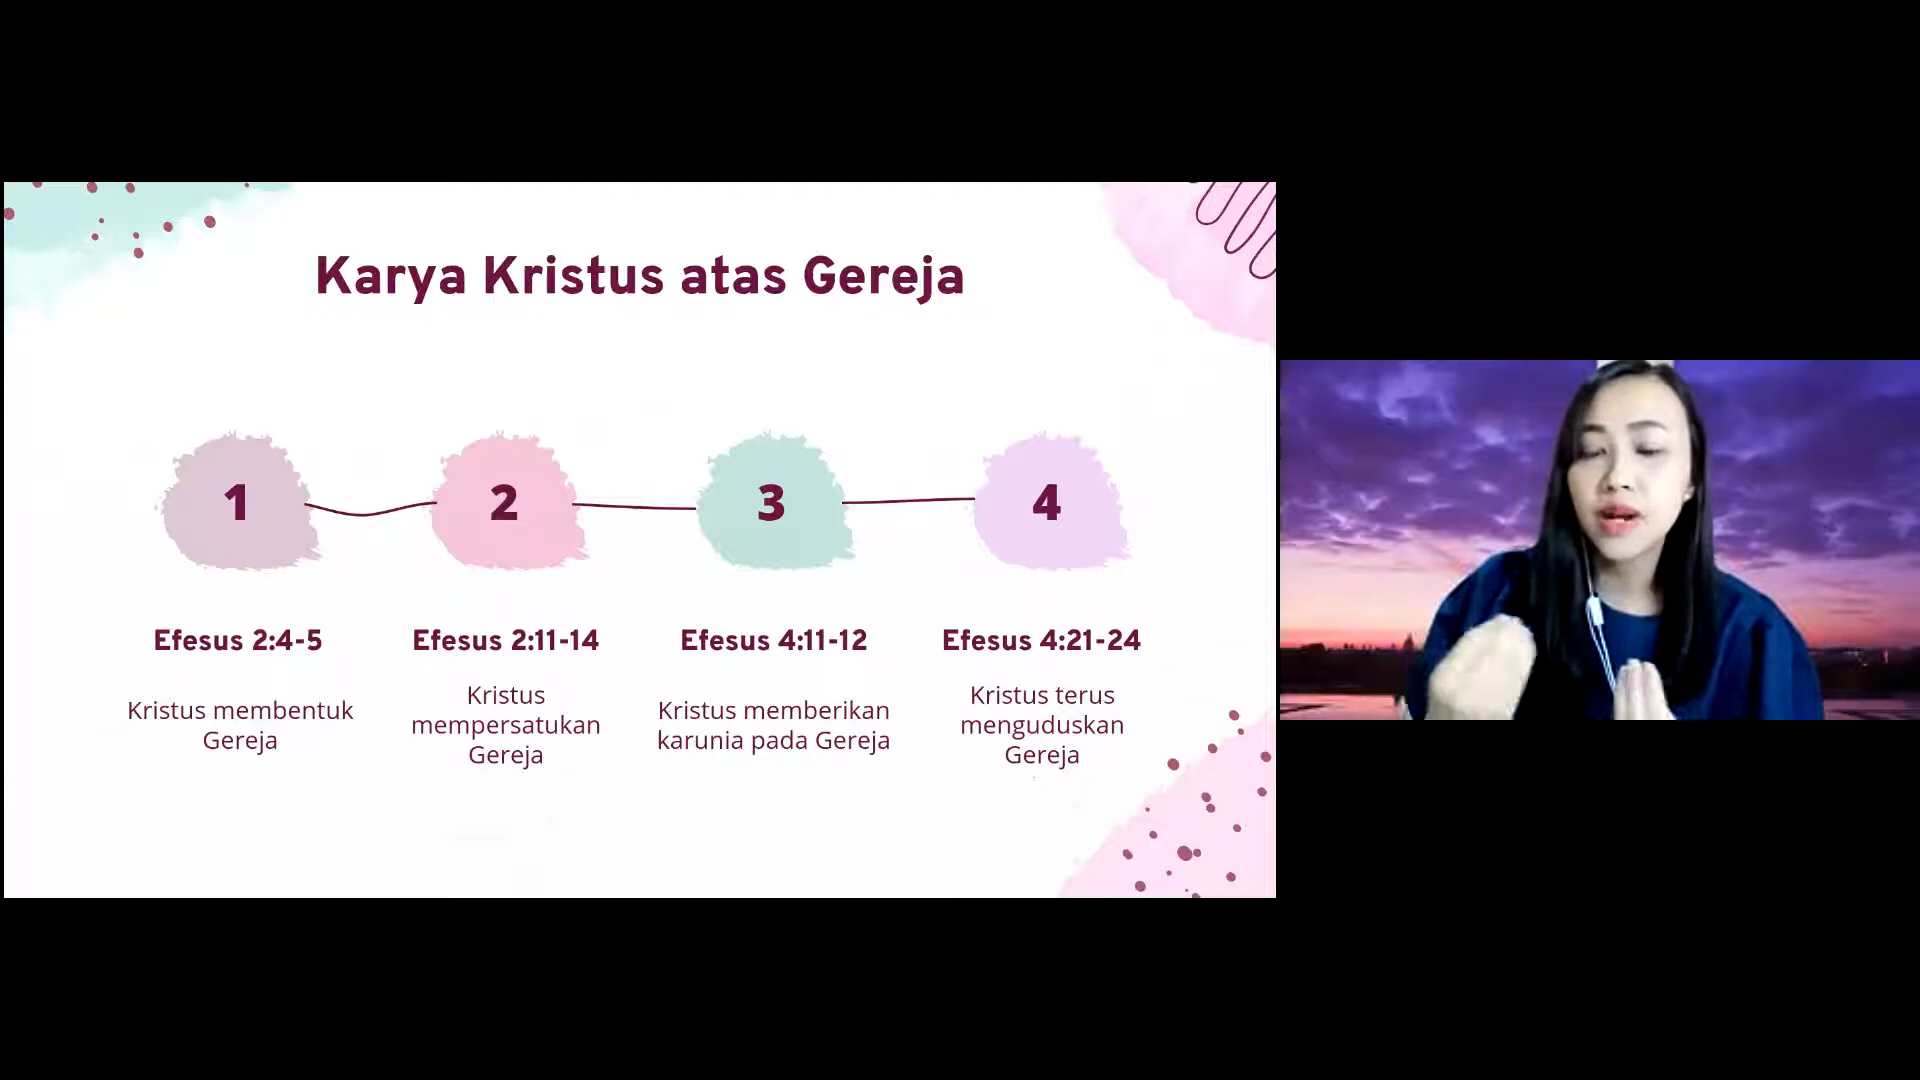 Karya Kristus atas Gereja
1
2
3
4
Efesus 2:4-5
Kristus membentuk
Gereja
Efesus 2:11-14
Kristus
mempersatukan
Gereja
Efesus 4:11-12
Kristus memberikan
karunia pada Gereja
Efesus 4:21-24
Kristus terus
menguduskan
Gereja